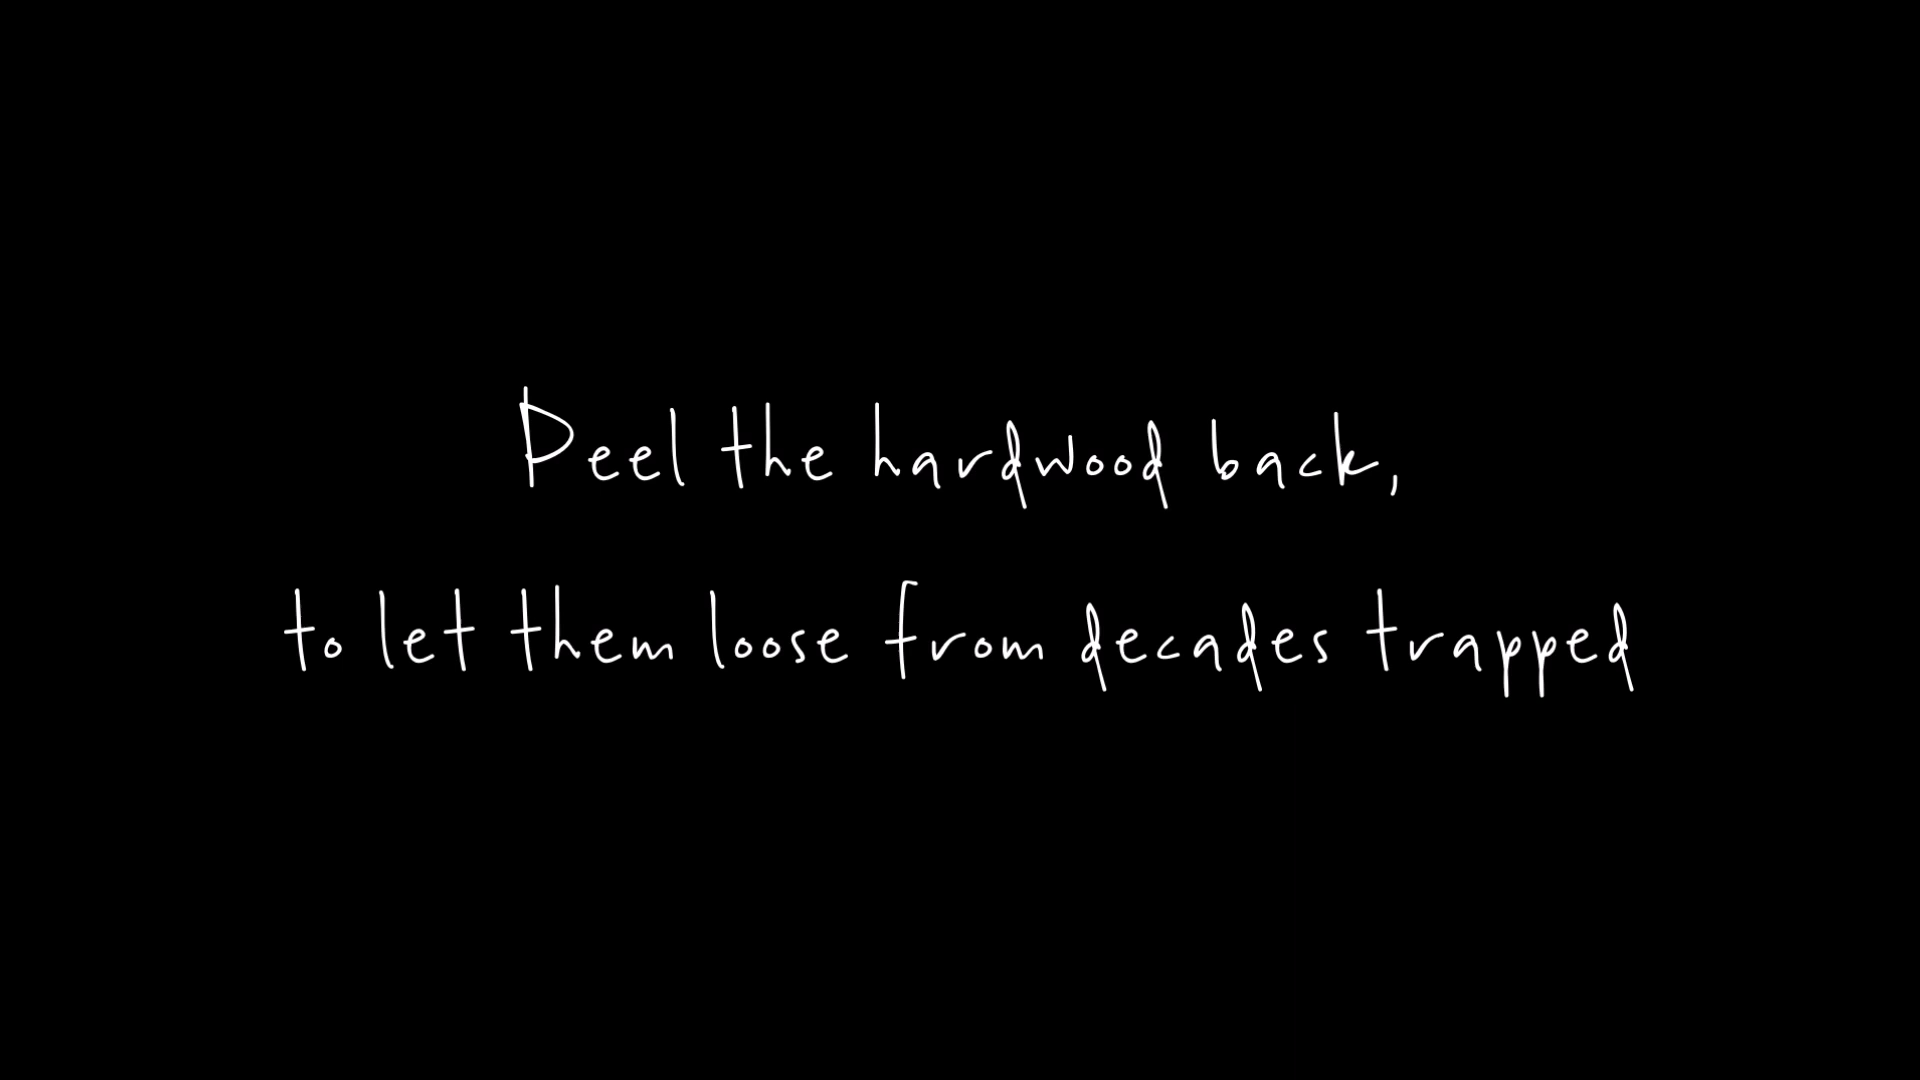 Peel the hardwood back,
to let them loose from decades trapped